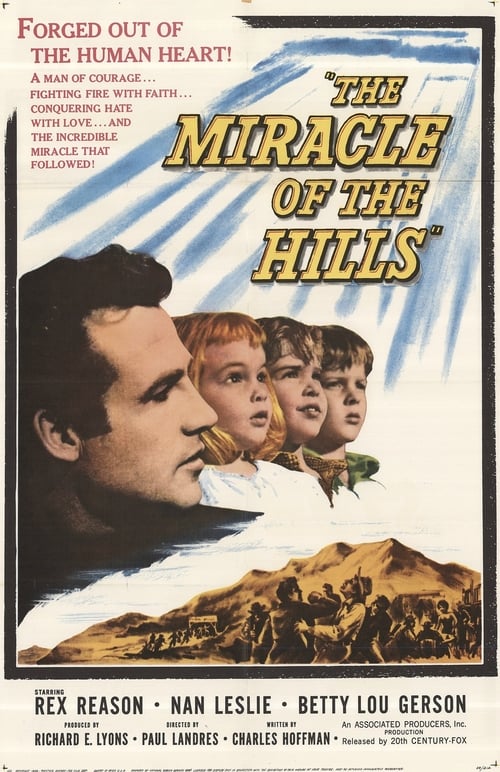 FORGED OUT OF
THE HUMAN HEART!
A MAN OF COURAGE...
FIGHTING FIRE WITH FAITH...
CONQUERING HATE
WITH LOVE...AND
THE INCREDIBLE
MIRACLE THAT
FOLLOWED!
"THE
MIRACLE
OF THE
HILLS"
STARRING
REX REASON • NAN LESLIE • BETTY LOU GERSON
PRODUCED BY DIRECTED BY WRITTEN BY
RICHARD E. LYONS • PAUL LANDRES • CHARLES HOFFMAN •
An ASSOCIATED PRODUCERS, Inc.
PRODUCTION
Released by 20th CENTURY-FOX